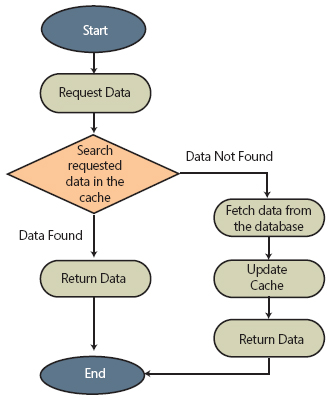 Start
Request Data
Search
requested
data in the
cache
Data Not Found
Data Found
Fetch data from
the database
Return Data
Update
Cache
Return Data
End